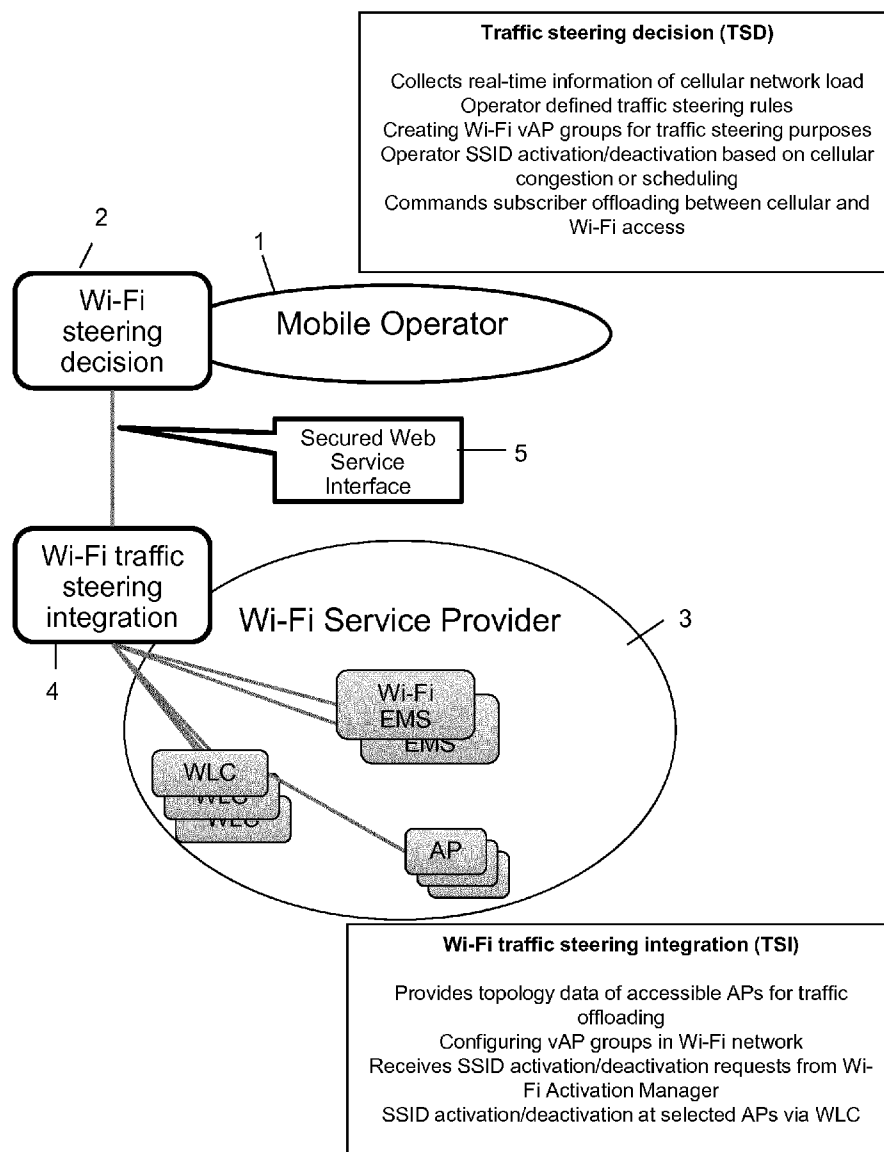 Traffic steering decision (TSD)
Collects real-time information of cellular network load
Operator defined traffic steering rules
Creating Wi-Fi vAP groups for traffic steering purposes
Operator SSID activation/deactivation based on cellular
congestion or scheduling
Commands subscriber offloading between cellular and
Wi-Fi access
2
1
Wi-Fi
steering
decision
Mobile Operator
Secured Web
Service
Interface
5
Wi-Fi traffic
steering
integration
4
Wi-Fi Service Provider
3
Wi-Fi
EMS
EMS
WLC
WLC
WLC
AP
Wi-Fi traffic steering integration (TSI)
Provides topology data of accessible APs for traffic
offloading
Configuring vAP groups in Wi-Fi network
Receives SSID activation/deactivation requests from Wi-
Fi Activation Manager
SSID activation/deactivation at selected APs via WLC